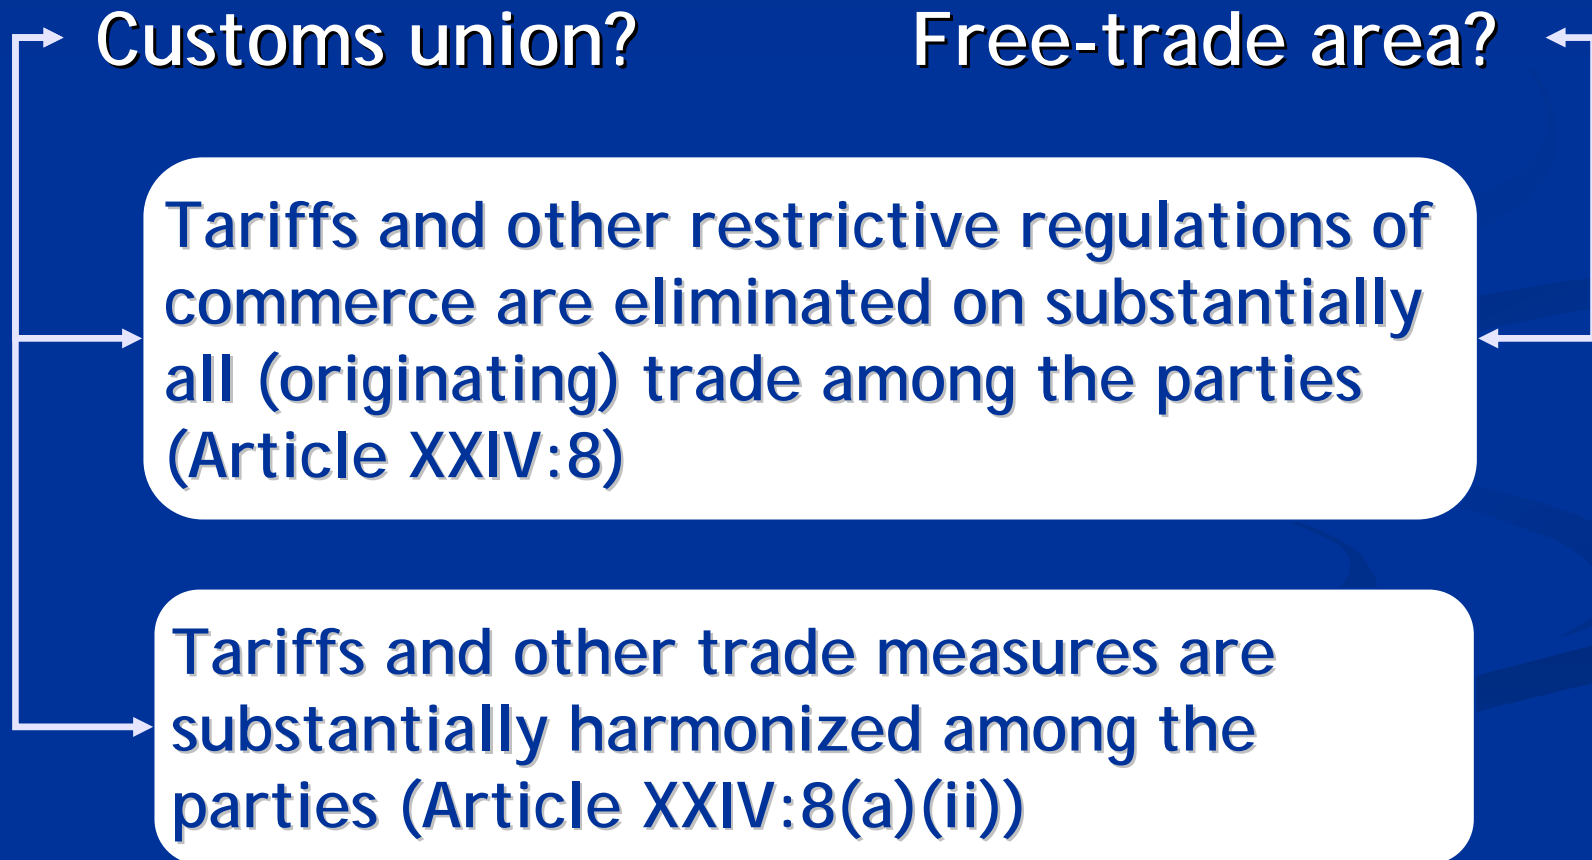 Customs union?
Free-trade area?
Tariffs and other restrictive regulations of
commerce are eliminated on substantially
all (originating) trade among the parties
(Article XXIV:8)
Tariffs and other trade measures are
substantially harmonized among the
parties (Article XXIV:8(a)(ii))